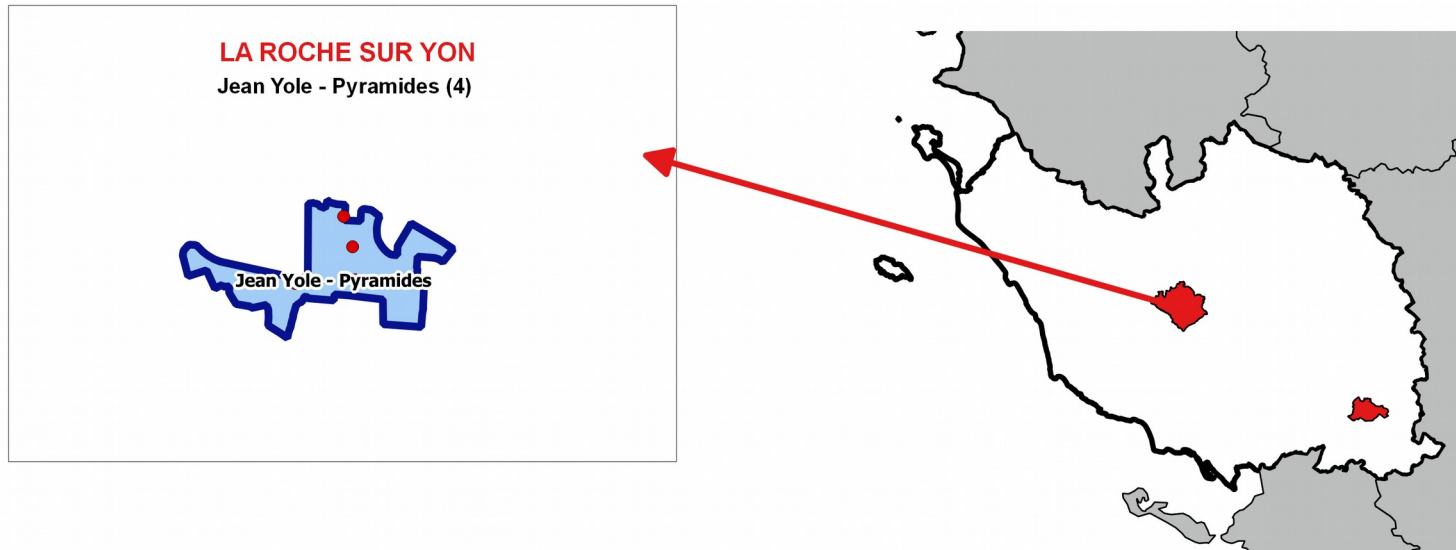 LA ROCHE SUR YON
Jean Yole - Pyramides (4)
Jean Yole - Pyramides